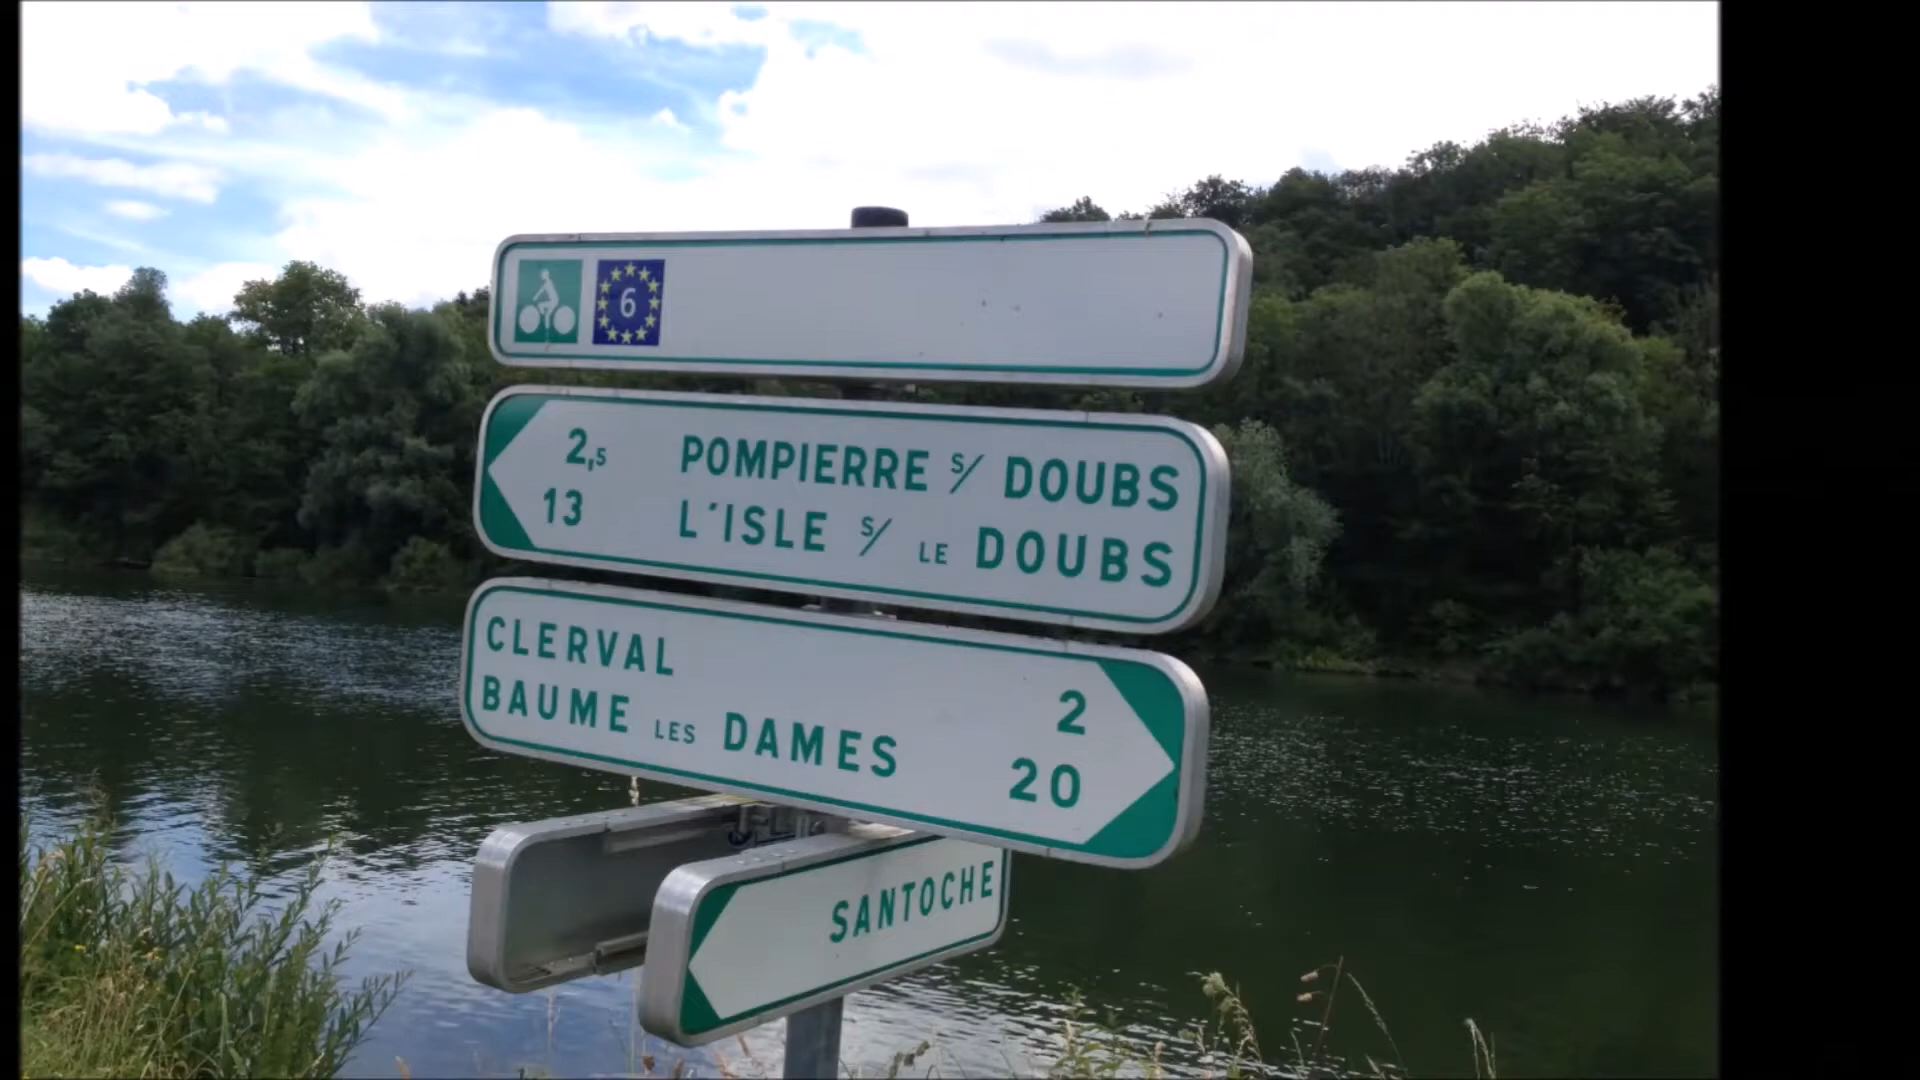 6
2,5 POMPIERRE S/ DOUBS
13 L'ISLE S/ LE DOUBS
CLERVAL 2
BAUME LES DAMES 20
SANTOCHE